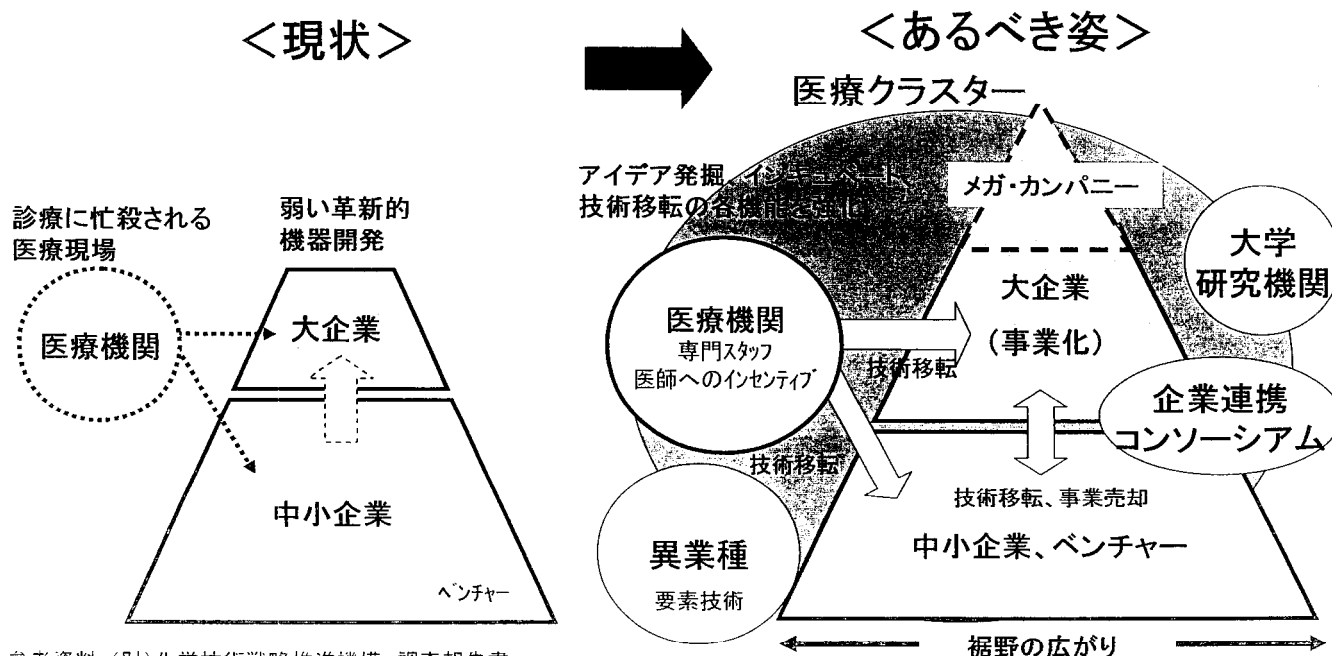 ＜現状＞
診療に忙殺される
医療現場
医療機関
弱い革新的
機器開発
大企業
中小企業
ベンチャー
＜あるべき姿＞
医療クラスター
アイデア発掘、インキュベート、
技術移転の各機能を強化
メガ・カンパニー
大学
研究機関
医療機関
専門スタッフ
医師へのインセンティブ
大企業
（事業化）
技術移転
企業連携
コンソーシアム
技術移転
技術移転、事業売却
中小企業、ベンチャー
異業種
要素技術
裾野の広がり